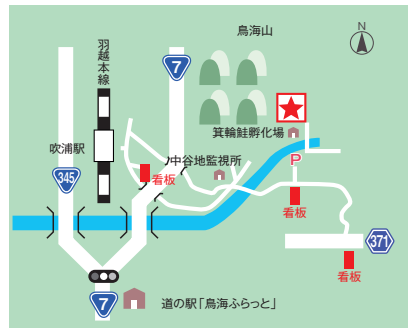 鳥海山
N
羽越本線
7
箕輪鮭孵化場
吹浦駅
中谷地監視所
P
345
看板
看板
371
看板
7
道の駅「鳥海ふらっと」